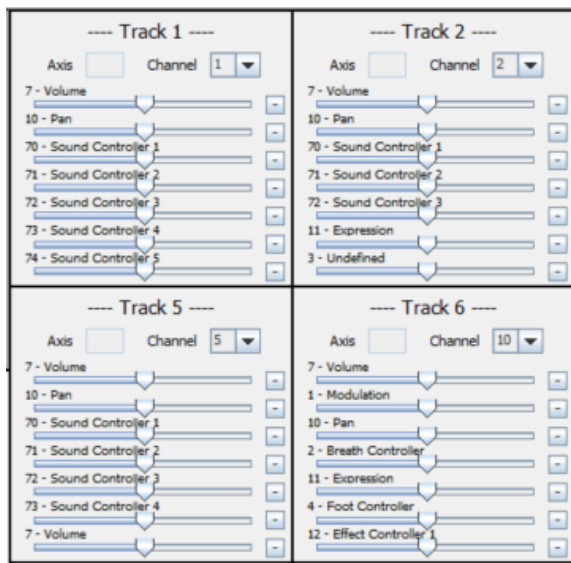 ---- Track 1 ----
Axis Channel 1
7 - Volume
10 - Pan
70 - Sound Controller 1
71 - Sound Controller 2
72 - Sound Controller 3
73 - Sound Controller 4
74 - Sound Controller 5
---- Track 2 ----
Axis Channel 2
7 - Volume
10 - Pan
70 - Sound Controller 1
71 - Sound Controller 2
72 - Sound Controller 3
11 - Expression
3 - Undefined
---- Track 5 ----
Axis Channel 5
7 - Volume
10 - Pan
70 - Sound Controller 1
71 - Sound Controller 2
72 - Sound Controller 3
73 - Sound Controller 4
7 - Volume
---- Track 6 ----
Axis Channel 10
7 - Volume
1 - Modulation
10 - Pan
2 - Breath Controller
11 - Expression
4 - Foot Controller
12 - Effect Controller 1